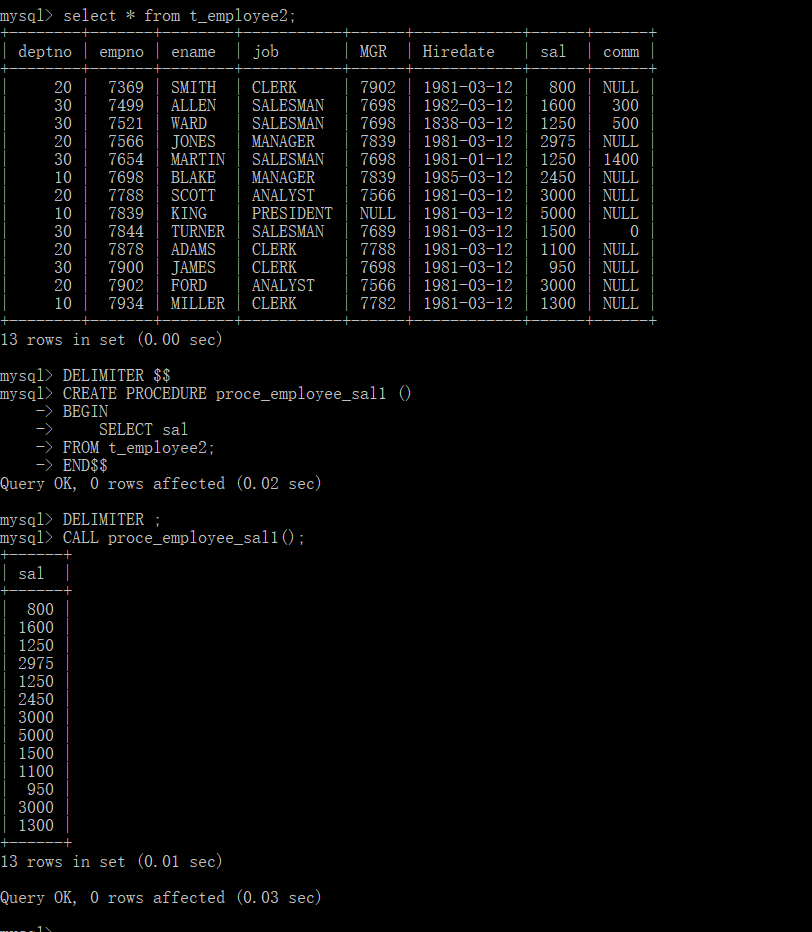 mysql> select * from t_employee2;
+--------+-------+--------+-----------+------+------------+------+------+
| deptno | empno | ename  | job       | MGR  | Hiredate   | sal  | comm |
+--------+-------+--------+-----------+------+------------+------+------+
|     20 |  7369 | SMITH  | CLERK     | 7902 | 1981-03-12 |  800 | NULL |
|     30 |  7499 | ALLEN  | SALESMAN  | 7698 | 1982-03-12 | 1600 |  300 |
|     30 |  7521 | WARD   | SALESMAN  | 7698 | 1838-03-12 | 1250 |  500 |
|     20 |  7566 | JONES  | MANAGER   | 7839 | 1981-03-12 | 2975 | NULL |
|     30 |  7654 | MARTIN | SALESMAN  | 7698 | 1981-01-12 | 1250 | 1400 |
|     10 |  7698 | BLAKE  | MANAGER   | 7839 | 1985-03-12 | 2450 | NULL |
|     20 |  7788 | SCOTT  | ANALYST   | 7566 | 1981-03-12 | 3000 | NULL |
|     10 |  7839 | KING   | PRESIDENT | NULL | 1981-03-12 | 5000 | NULL |
|     30 |  7844 | TURNER | SALESMAN  | 7689 | 1981-03-12 | 1500 |    0 |
|     20 |  7878 | ADAMS  | CLERK     | 7788 | 1981-03-12 | 1100 | NULL |
|     30 |  7900 | JAMES  | CLERK     | 7698 | 1981-03-12 |  950 | NULL |
|     20 |  7902 | FORD   | ANALYST   | 7566 | 1981-03-12 | 3000 | NULL |
|     10 |  7934 | MILLER | CLERK     | 7782 | 1981-03-12 | 1300 | NULL |
+--------+-------+--------+-----------+------+------------+------+------+
13 rows in set (0.00 sec)
mysql> DELIMITER $$
mysql> CREATE PROCEDURE proce_employee_sal1 ()
    -> BEGIN
    ->     SELECT sal
    -> FROM t_employee2;
    -> END$$
Query OK, 0 rows affected (0.02 sec)
mysql> DELIMITER ;
mysql> CALL proce_employee_sal1();
+------+
| sal  |
+------+
|  800 |
| 1600 |
| 1250 |
| 2975 |
| 1250 |
| 2450 |
| 3000 |
| 5000 |
| 1500 |
| 1100 |
|  950 |
| 3000 |
| 1300 |
+------+
13 rows in set (0.01 sec)
Query OK, 0 rows affected (0.03 sec)
mysql>